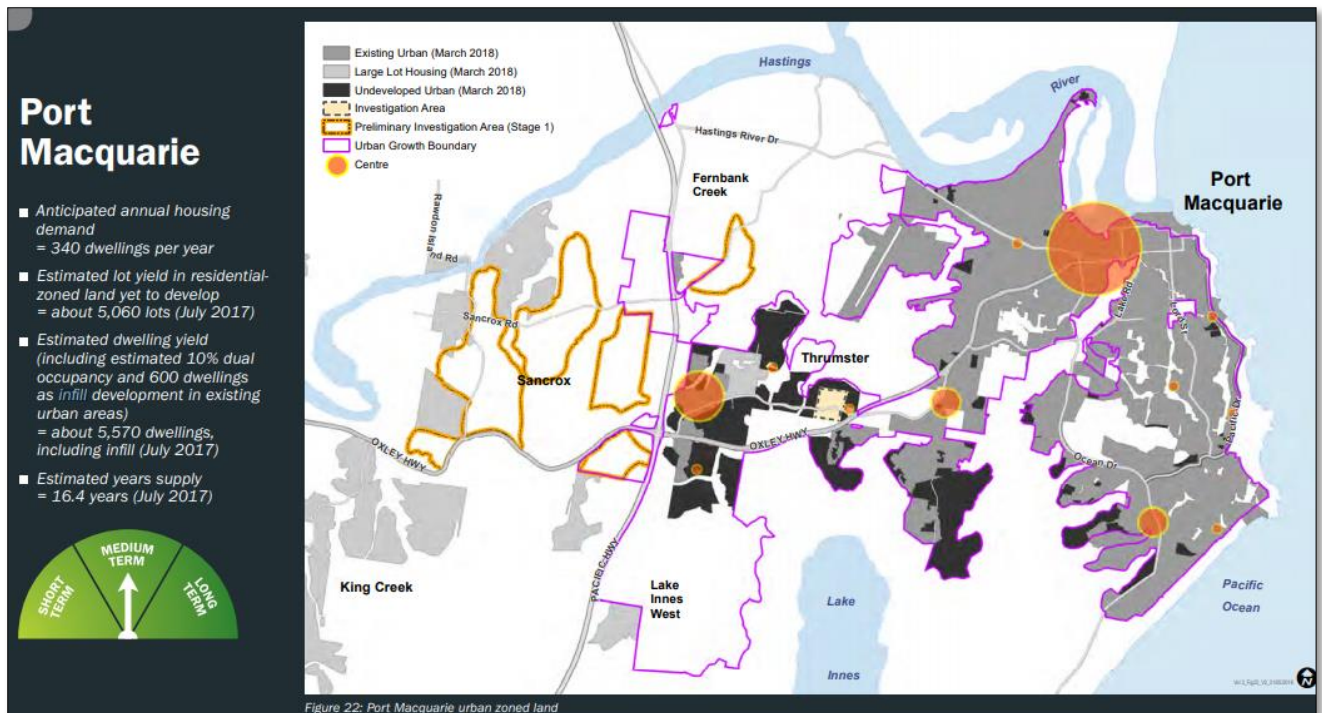 Port
Macquarie
Anticipated annual housing
demand
= 340 dwellings per year
Estimated lot yield in residential-
zoned land yet to develop
= about 5,060 lots (July 2017)
Estimated dwelling yield
(including estimated 10% dual
occupancy and 600 dwellings
as infill development in existing
urban areas)
= about 5,570 dwellings,
including infill (July 2017)
Estimated years supply
= 16.4 years (July 2017)
SHORT
TERM
MEDIUM
TERM
LONG
TERM
Existing Urban (March 2018)
Large Lot Housing (March 2018)
Undeveloped Urban (March 2018)
Investigation Area
Preliminary Investigation Area (Stage 1)
Urban Growth Boundary
Centre
Hastings
River
Hastings River Dr
Fernbank
Creek
Port
Macquarie
Rawdon Island Rd
Sancrox Rd
Sancrox
Thrumster
Lake Rd
Lord St
Pacific Dr
OXLEY HWY
OXLEY HWY
Ocean Dr
PACIFIC HWY
King Creek
Lake
Innes
West
Lake
Innes
Pacific
Ocean
N
Figure 22: Port Macquarie urban zoned land